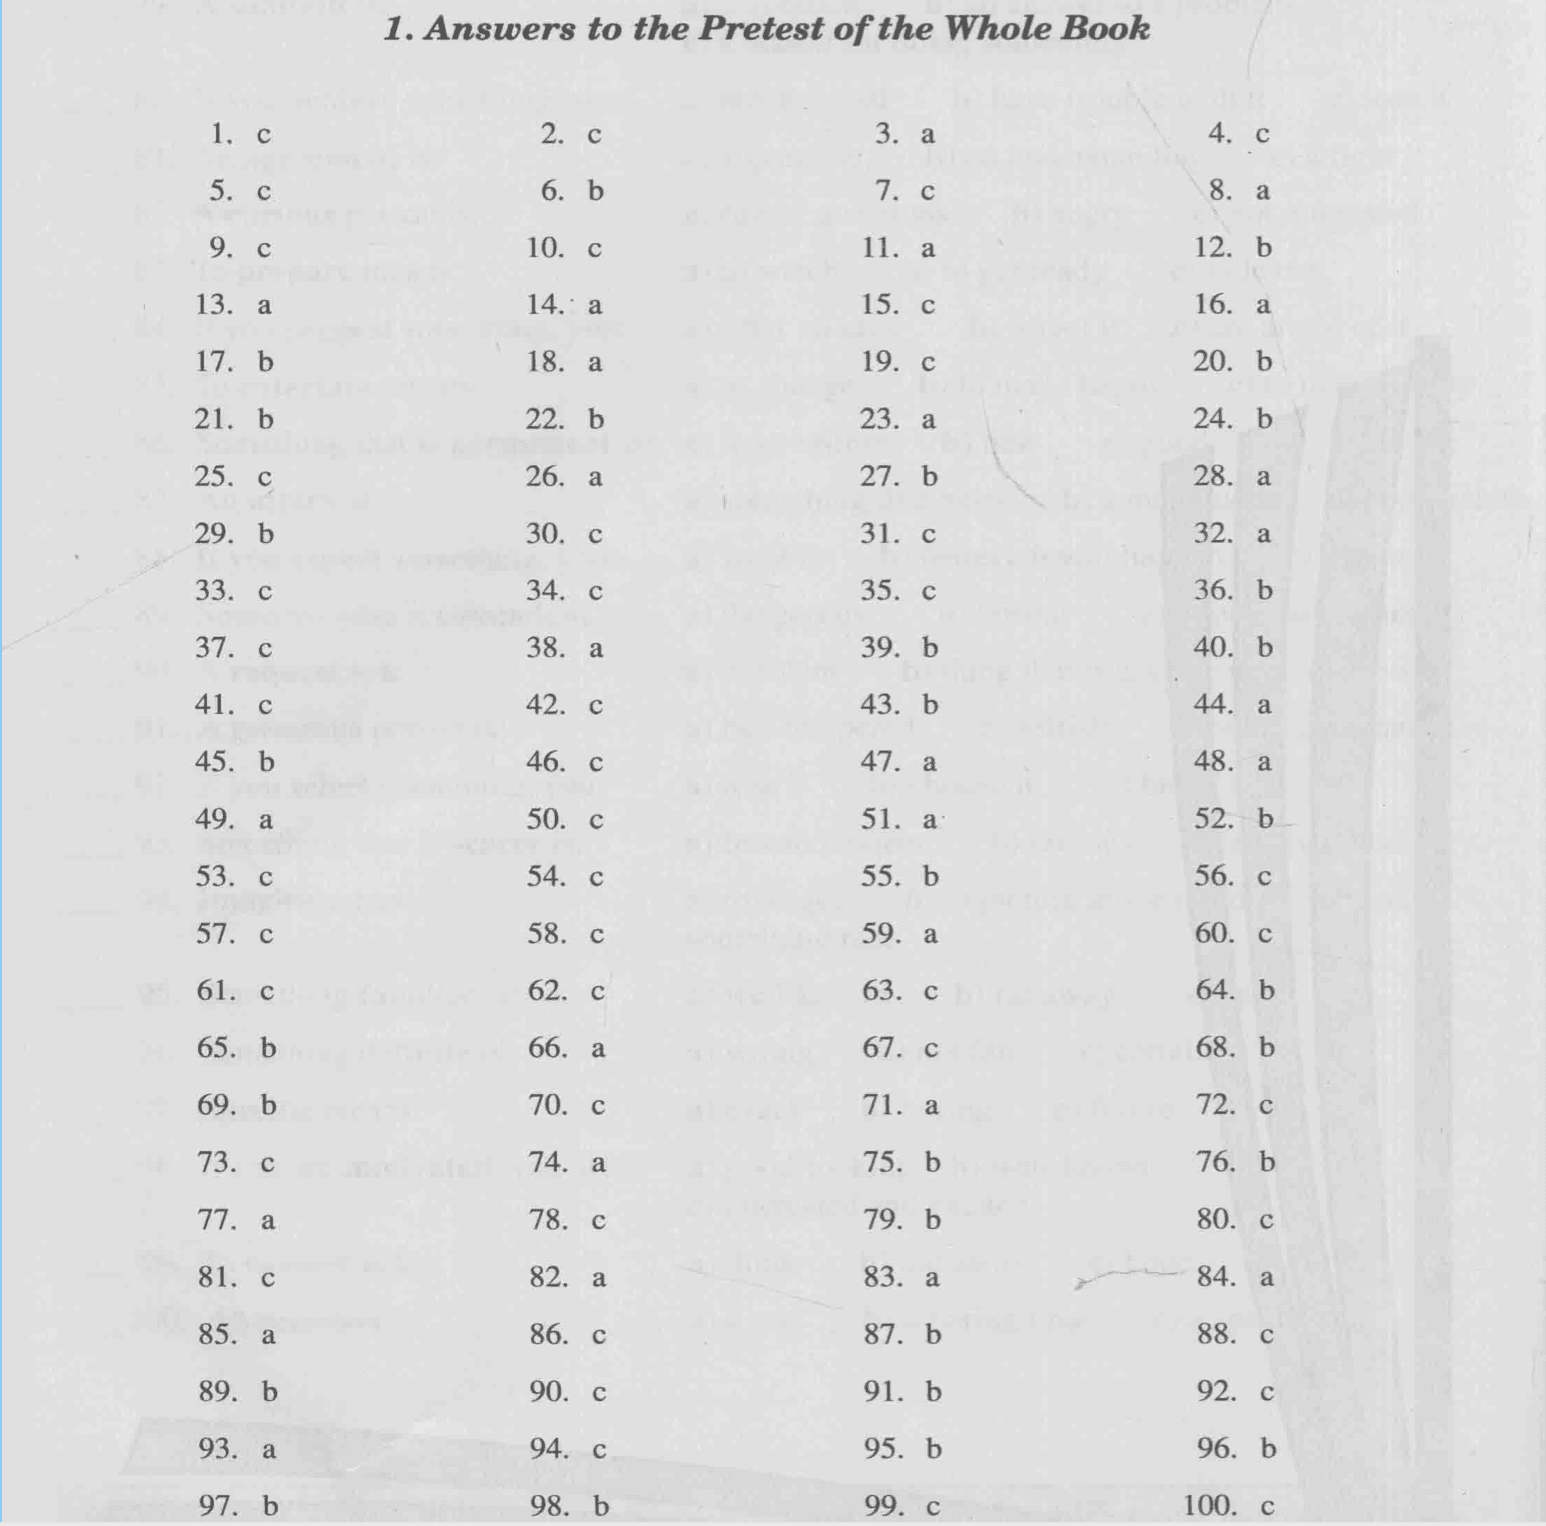 1. Answers to the Pretest of the Whole Book
1. c 2. c 3. a 4. c
5. c 6. b 7. c 8. a
9. c 10. c 11. a 12. b
13. a 14. a 15. c 16. a
17. b 18. a 19. c 20. b
21. b 22. b 23. a 24. b
25. c 26. a 27. b 28. a
29. b 30. c 31. c 32. a
33. c 34. c 35. c 36. b
37. c 38. a 39. b 40. b
41. c 42. c 43. b 44. a
45. b 46. c 47. a 48. a
49. a 50. c 51. a 52. b
53. c 54. c 55. b 56. c
57. c 58. c 59. a 60. c
61. c 62. c 63. c 64. b
65. b 66. a 67. c 68. b
69. b 70. c 71. a 72. c
73. c 74. a 75. b 76. b
77. a 78. c 79. b 80. c
81. c 82. a 83. a 84. a
85. a 86. c 87. b 88. c
89. b 90. c 91. b 92. c
93. a 94. c 95. b 96. b
97. b 98. b 99. c 100. c